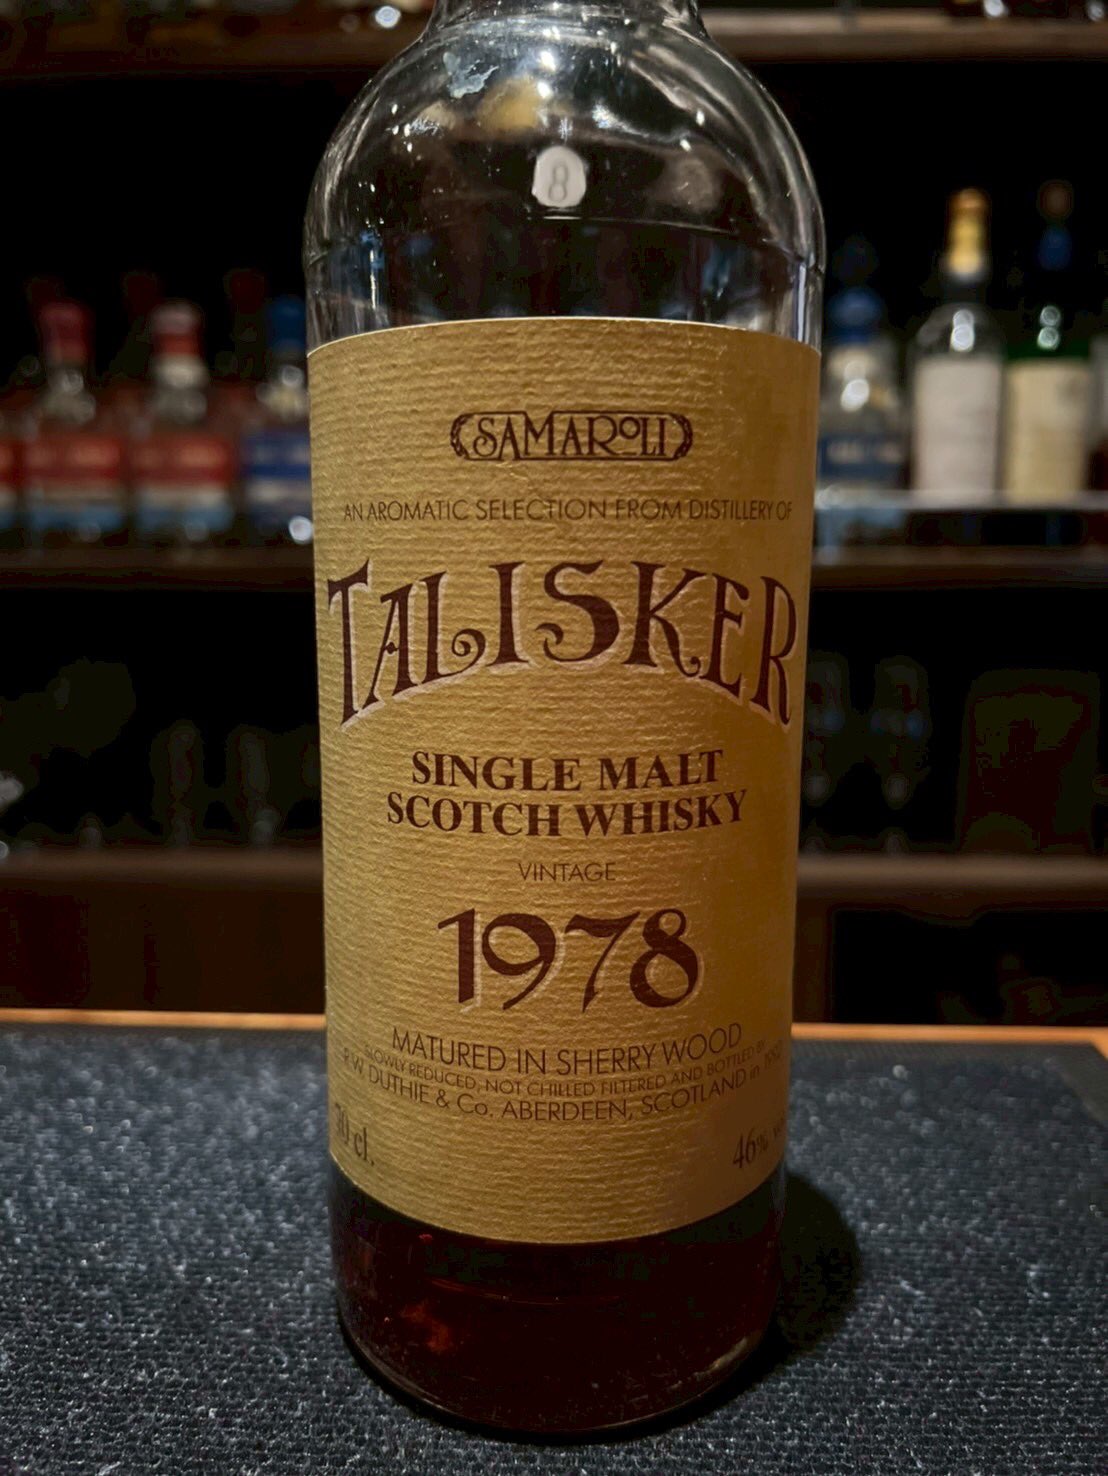 8
SAMAROLI
AN AROMATIC SELECTION FROM DISTILLERY OF
TALISKER
SINGLE MALT
SCOTCH WHISKY
VINTAGE
1978
MATURED IN SHERRY WOOD
SLOWLY REDUCED, NOT CHILLED FILTERED AND BOTTLED BY
R.W. DUTHIE & Co. ABERDEEN, SCOTLAND in
cl.
46%